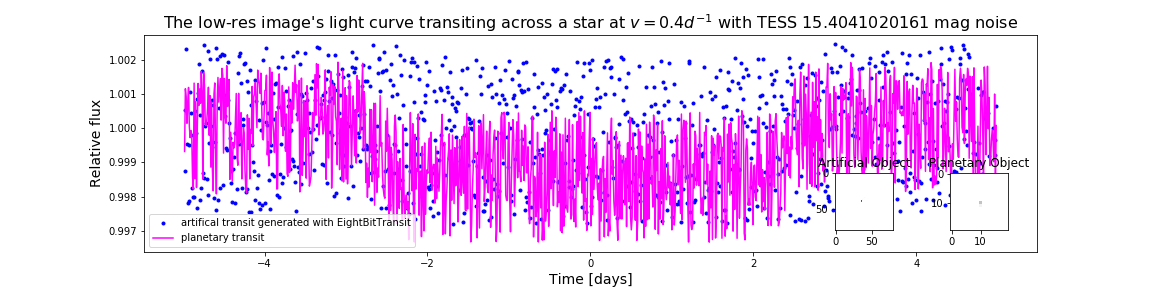 The low-res image's light curve transiting across a star at v = 0.4d⁻¹ with TESS 15.4041020161 mag noise
Relative flux
1.002
1.001
1.000
0.999
0.998
0.997
artifical transit generated with EightBitTransit
planetary transit
Artificial Object
0
50
0 50
Planetary Object
0
10
0 10
−4 −2 0 2 4
Time [days]